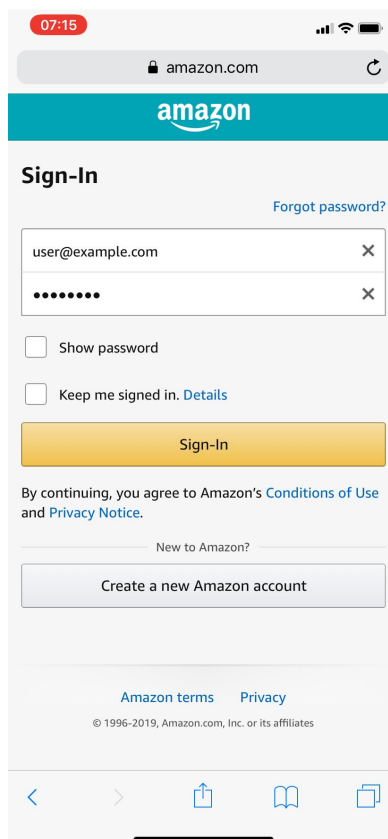 07:15
amazon.com
amazon
Sign-In
Forgot password?
user@example.com
••••••••
Show password
Keep me signed in. Details
Sign-In
By continuing, you agree to Amazon's Conditions of Use
and Privacy Notice.
New to Amazon?
Create a new Amazon account
Amazon terms Privacy
© 1996-2019, Amazon.com, Inc. or its affiliates